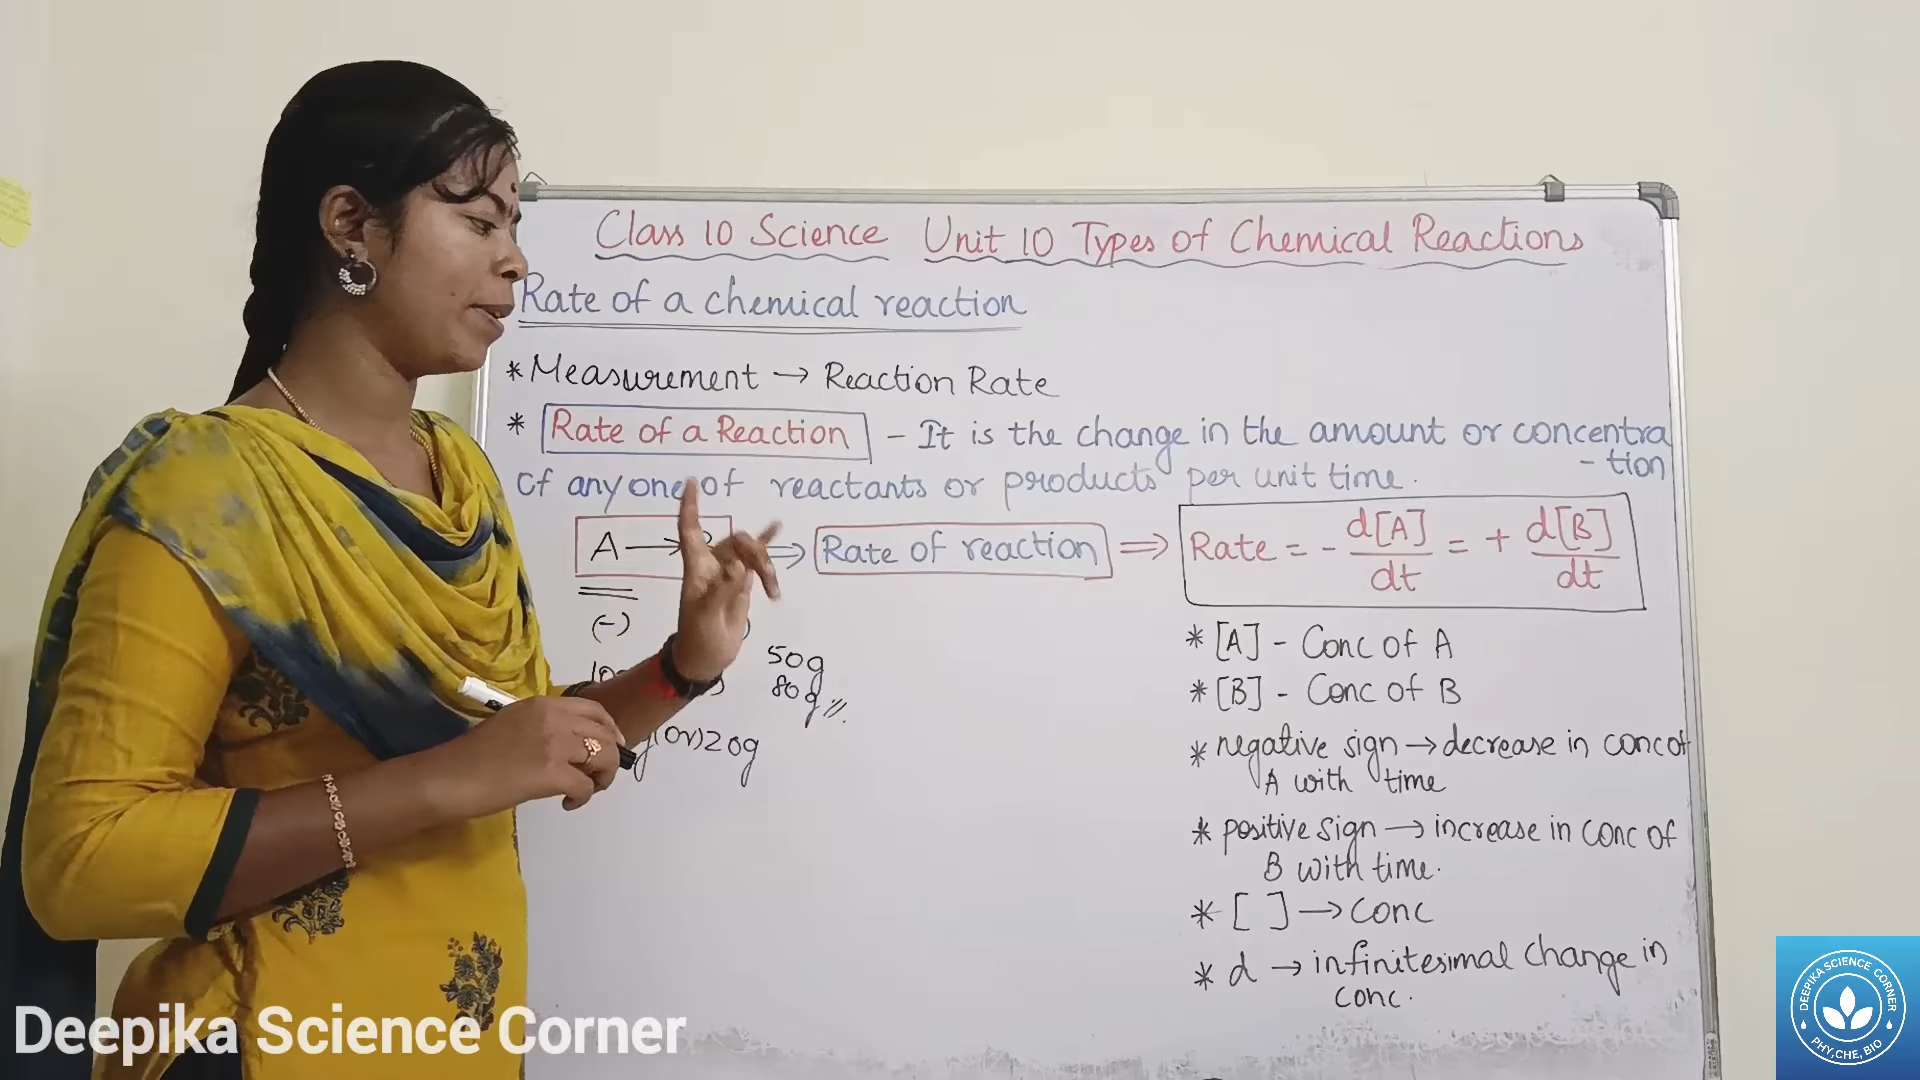 Class 10 Science Unit 10 Types of Chemical Reactions
Rate of a chemical reaction
* Measurement → Reaction Rate
* Rate of a Reaction - It is the change in the amount or concentra
-tion
of any one of reactants or products per unit time.
A → ⇒ Rate of reaction ⇒ Rate = - d[A]/dt = + d[B]/dt
(-)
50g
80g
(or) 20g
* [A] - Conc of A
* [B] - Conc of B
* negative sign → decrease in conc of
A with time
* positive sign → increase in conc of
B with time.
* [ ] → conc
* d → infinitesimal change in
conc.
Deepika Science Corner
DEEPIKA SCIENCE CORNER
PHY, CHE, BIO